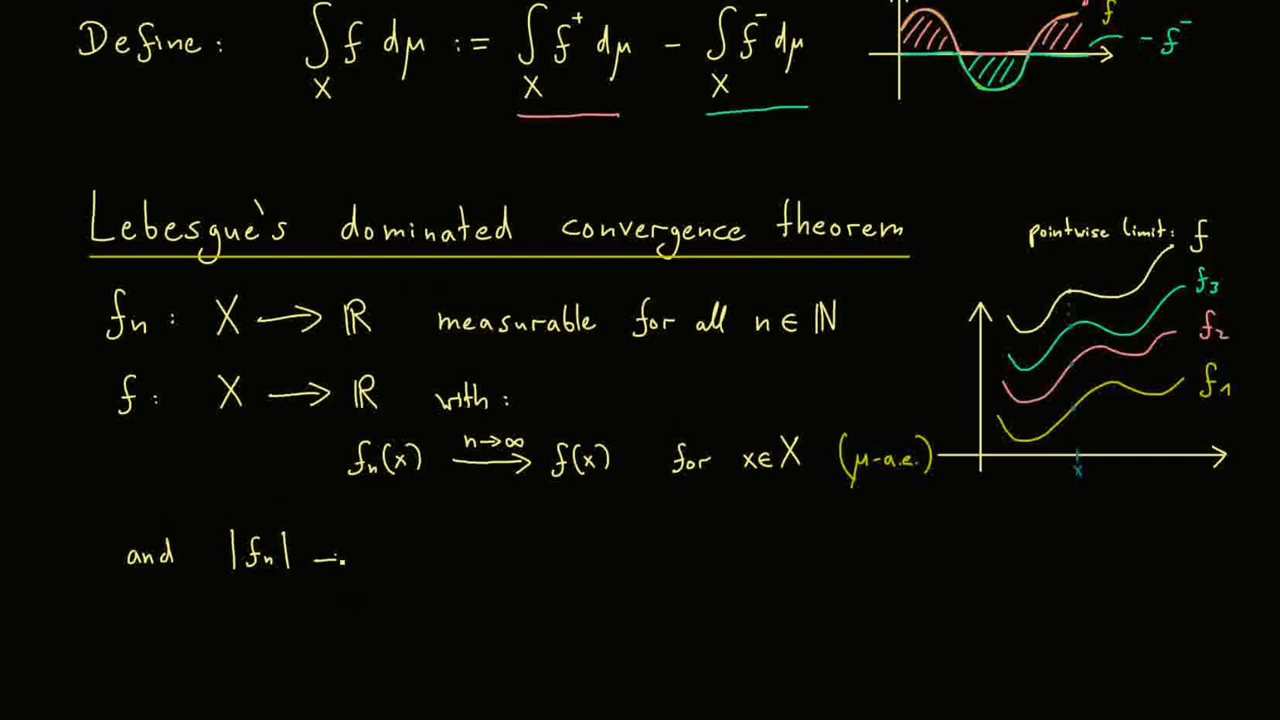 Define: ∫_X f dμ := ∫_X f⁺ dμ − ∫_X f⁻ dμ
f
− f⁻
Lebesgue's dominated convergence theorem
fₙ : X → ℝ measurable for all n ∈ ℕ
f : X → ℝ with :
fₙ(x) →^{n→∞} f(x) for x∈X (μ-a.e.)
and |fₙ|
pointwise limit: f
f₃
f₂
f₁
x